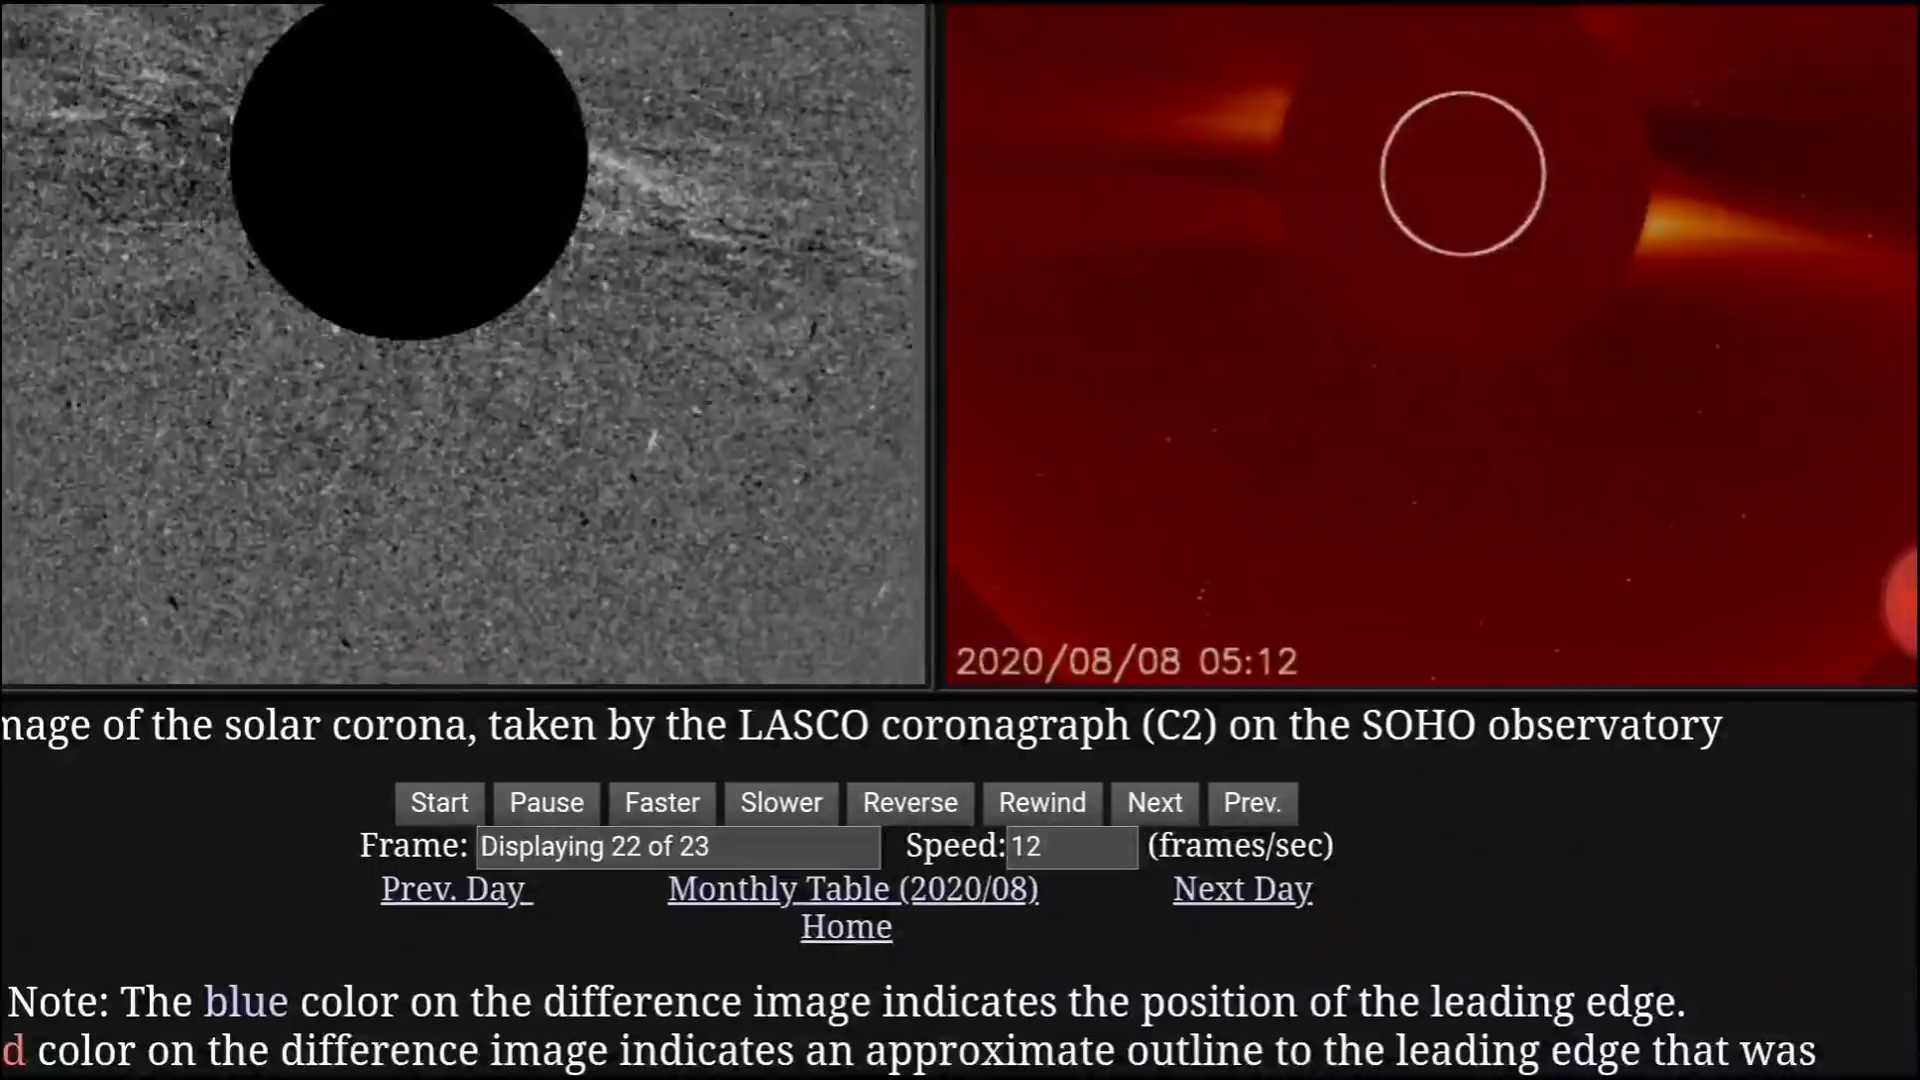 2020/08/08 05:12
mage of the solar corona, taken by the LASCO coronagraph (C2) on the SOHO observatory
Start Pause Faster Slower Reverse Rewind Next Prev.
Frame: Displaying 22 of 23 Speed: 12 (frames/sec)
Prev. Day Monthly Table (2020/08) Next Day
Home
Note: The blue color on the difference image indicates the position of the leading edge.
d color on the difference image indicates an approximate outline to the leading edge that was